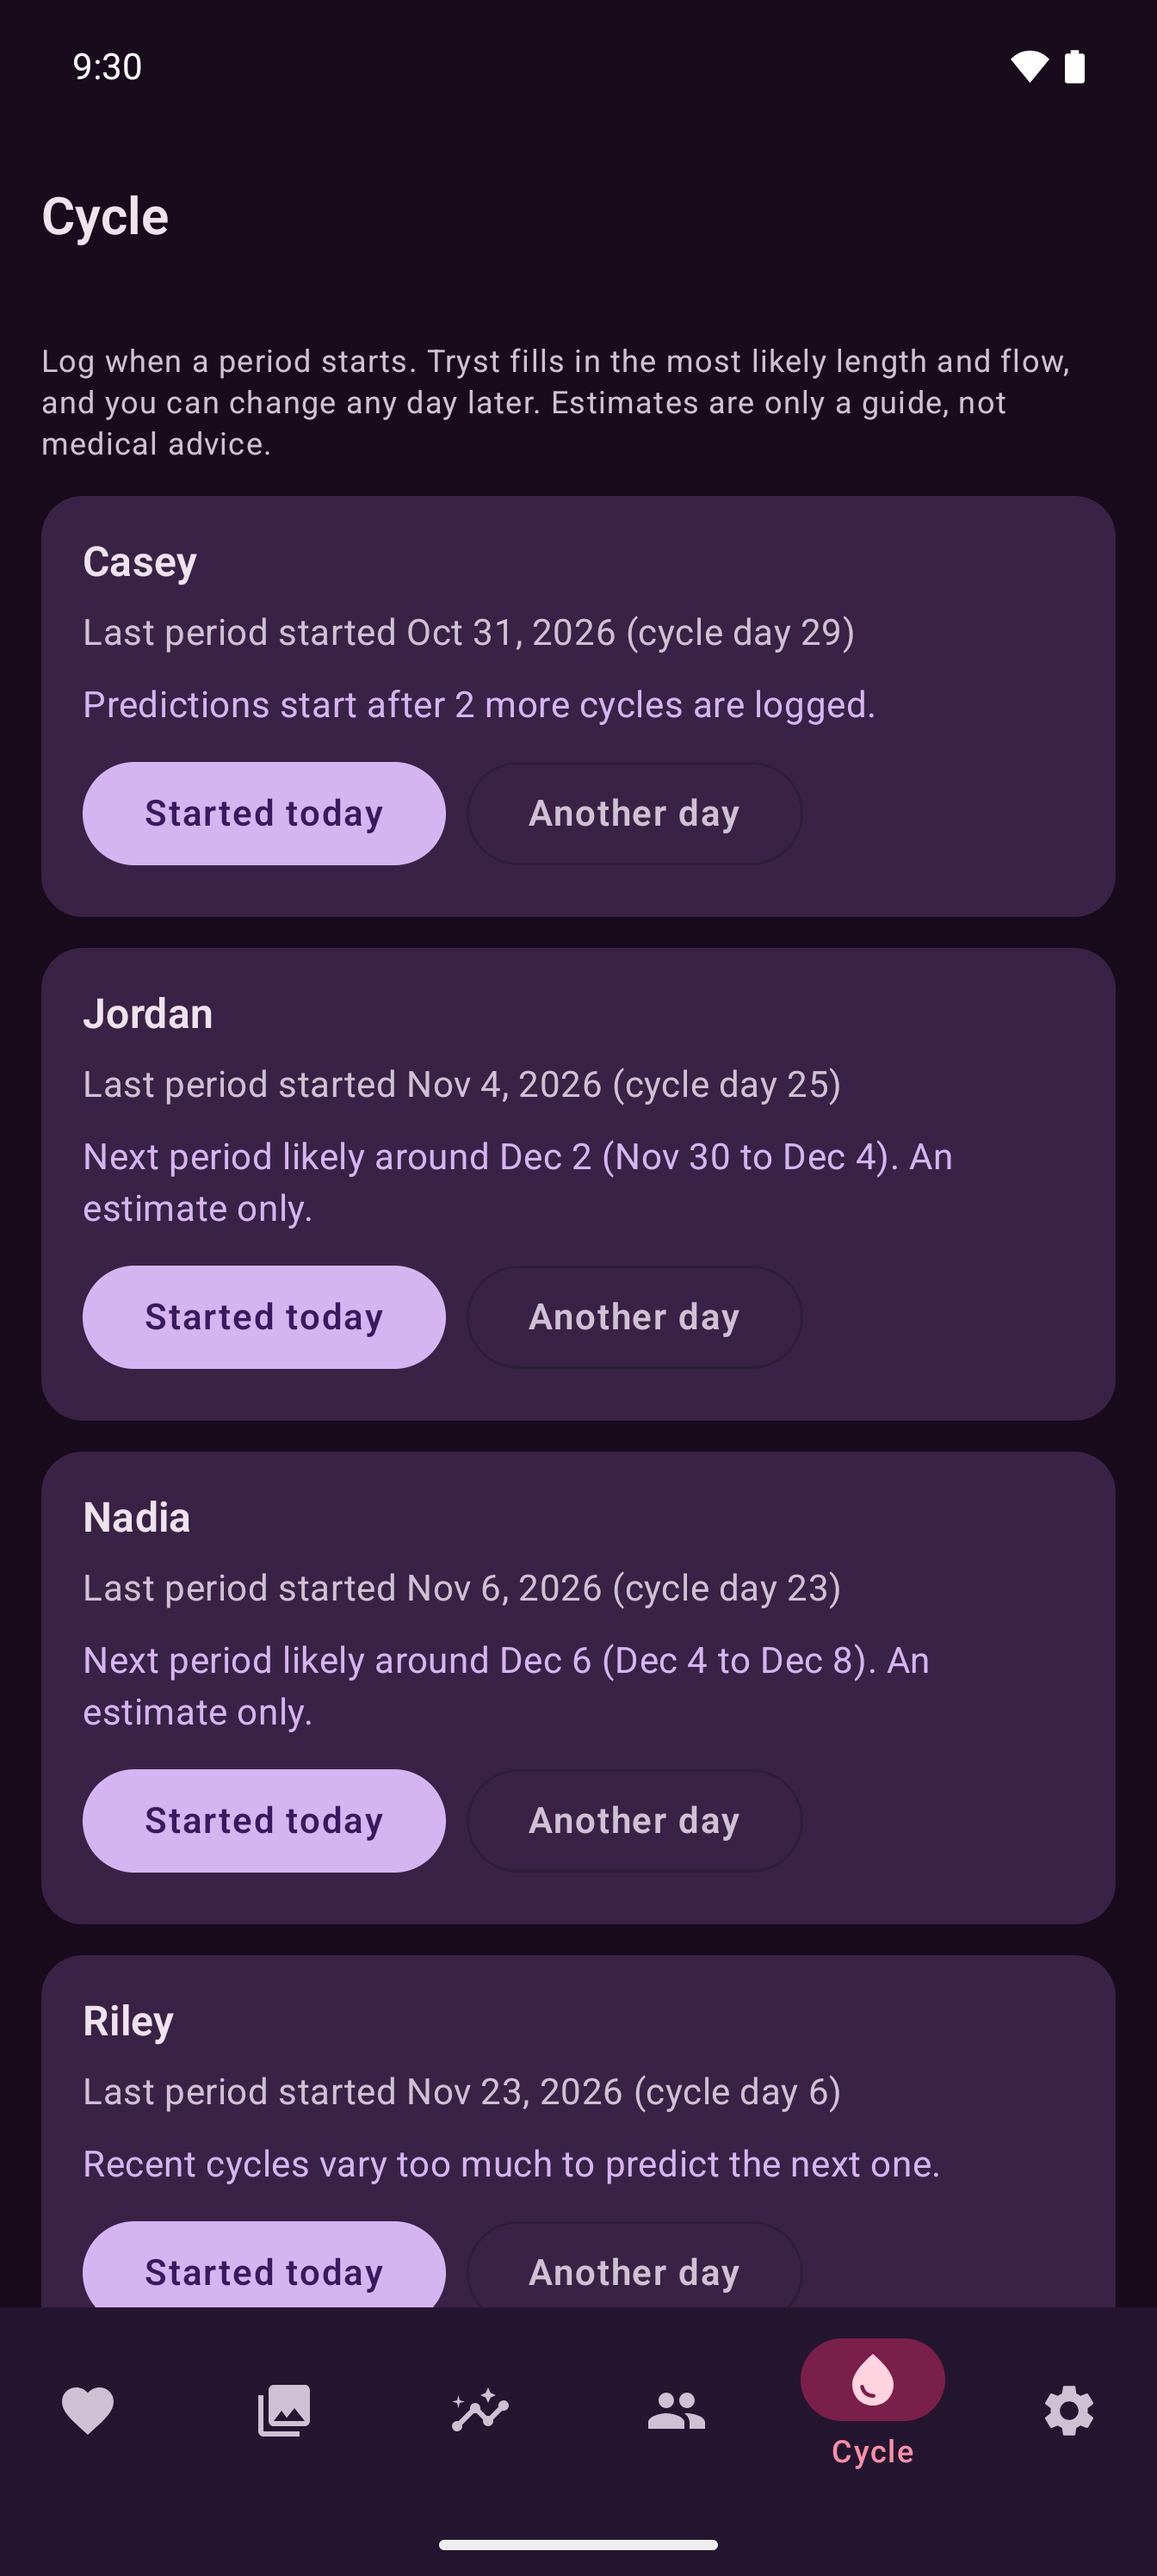 9:30
Cycle
Log when a period starts. Tryst fills in the most likely length and flow,
and you can change any day later. Estimates are only a guide, not
medical advice.
Casey
Last period started Oct 31, 2026 (cycle day 29)
Predictions start after 2 more cycles are logged.
Started today
Another day
Jordan
Last period started Nov 4, 2026 (cycle day 25)
Next period likely around Dec 2 (Nov 30 to Dec 4). An
estimate only.
Started today
Another day
Nadia
Last period started Nov 6, 2026 (cycle day 23)
Next period likely around Dec 6 (Dec 4 to Dec 8). An
estimate only.
Started today
Another day
Riley
Last period started Nov 23, 2026 (cycle day 6)
Recent cycles vary too much to predict the next one.
Started today
Another day
Cycle